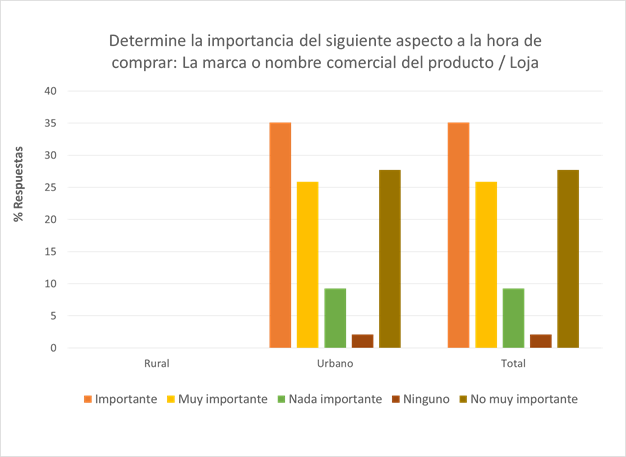 Determine la importancia del siguiente aspecto a la hora de
comprar: La marca o nombre comercial del producto / Loja
% Respuestas
40
35
30
25
20
15
10
5
0
Rural Urbano Total
Importante Muy importante Nada importante Ninguno No muy importante